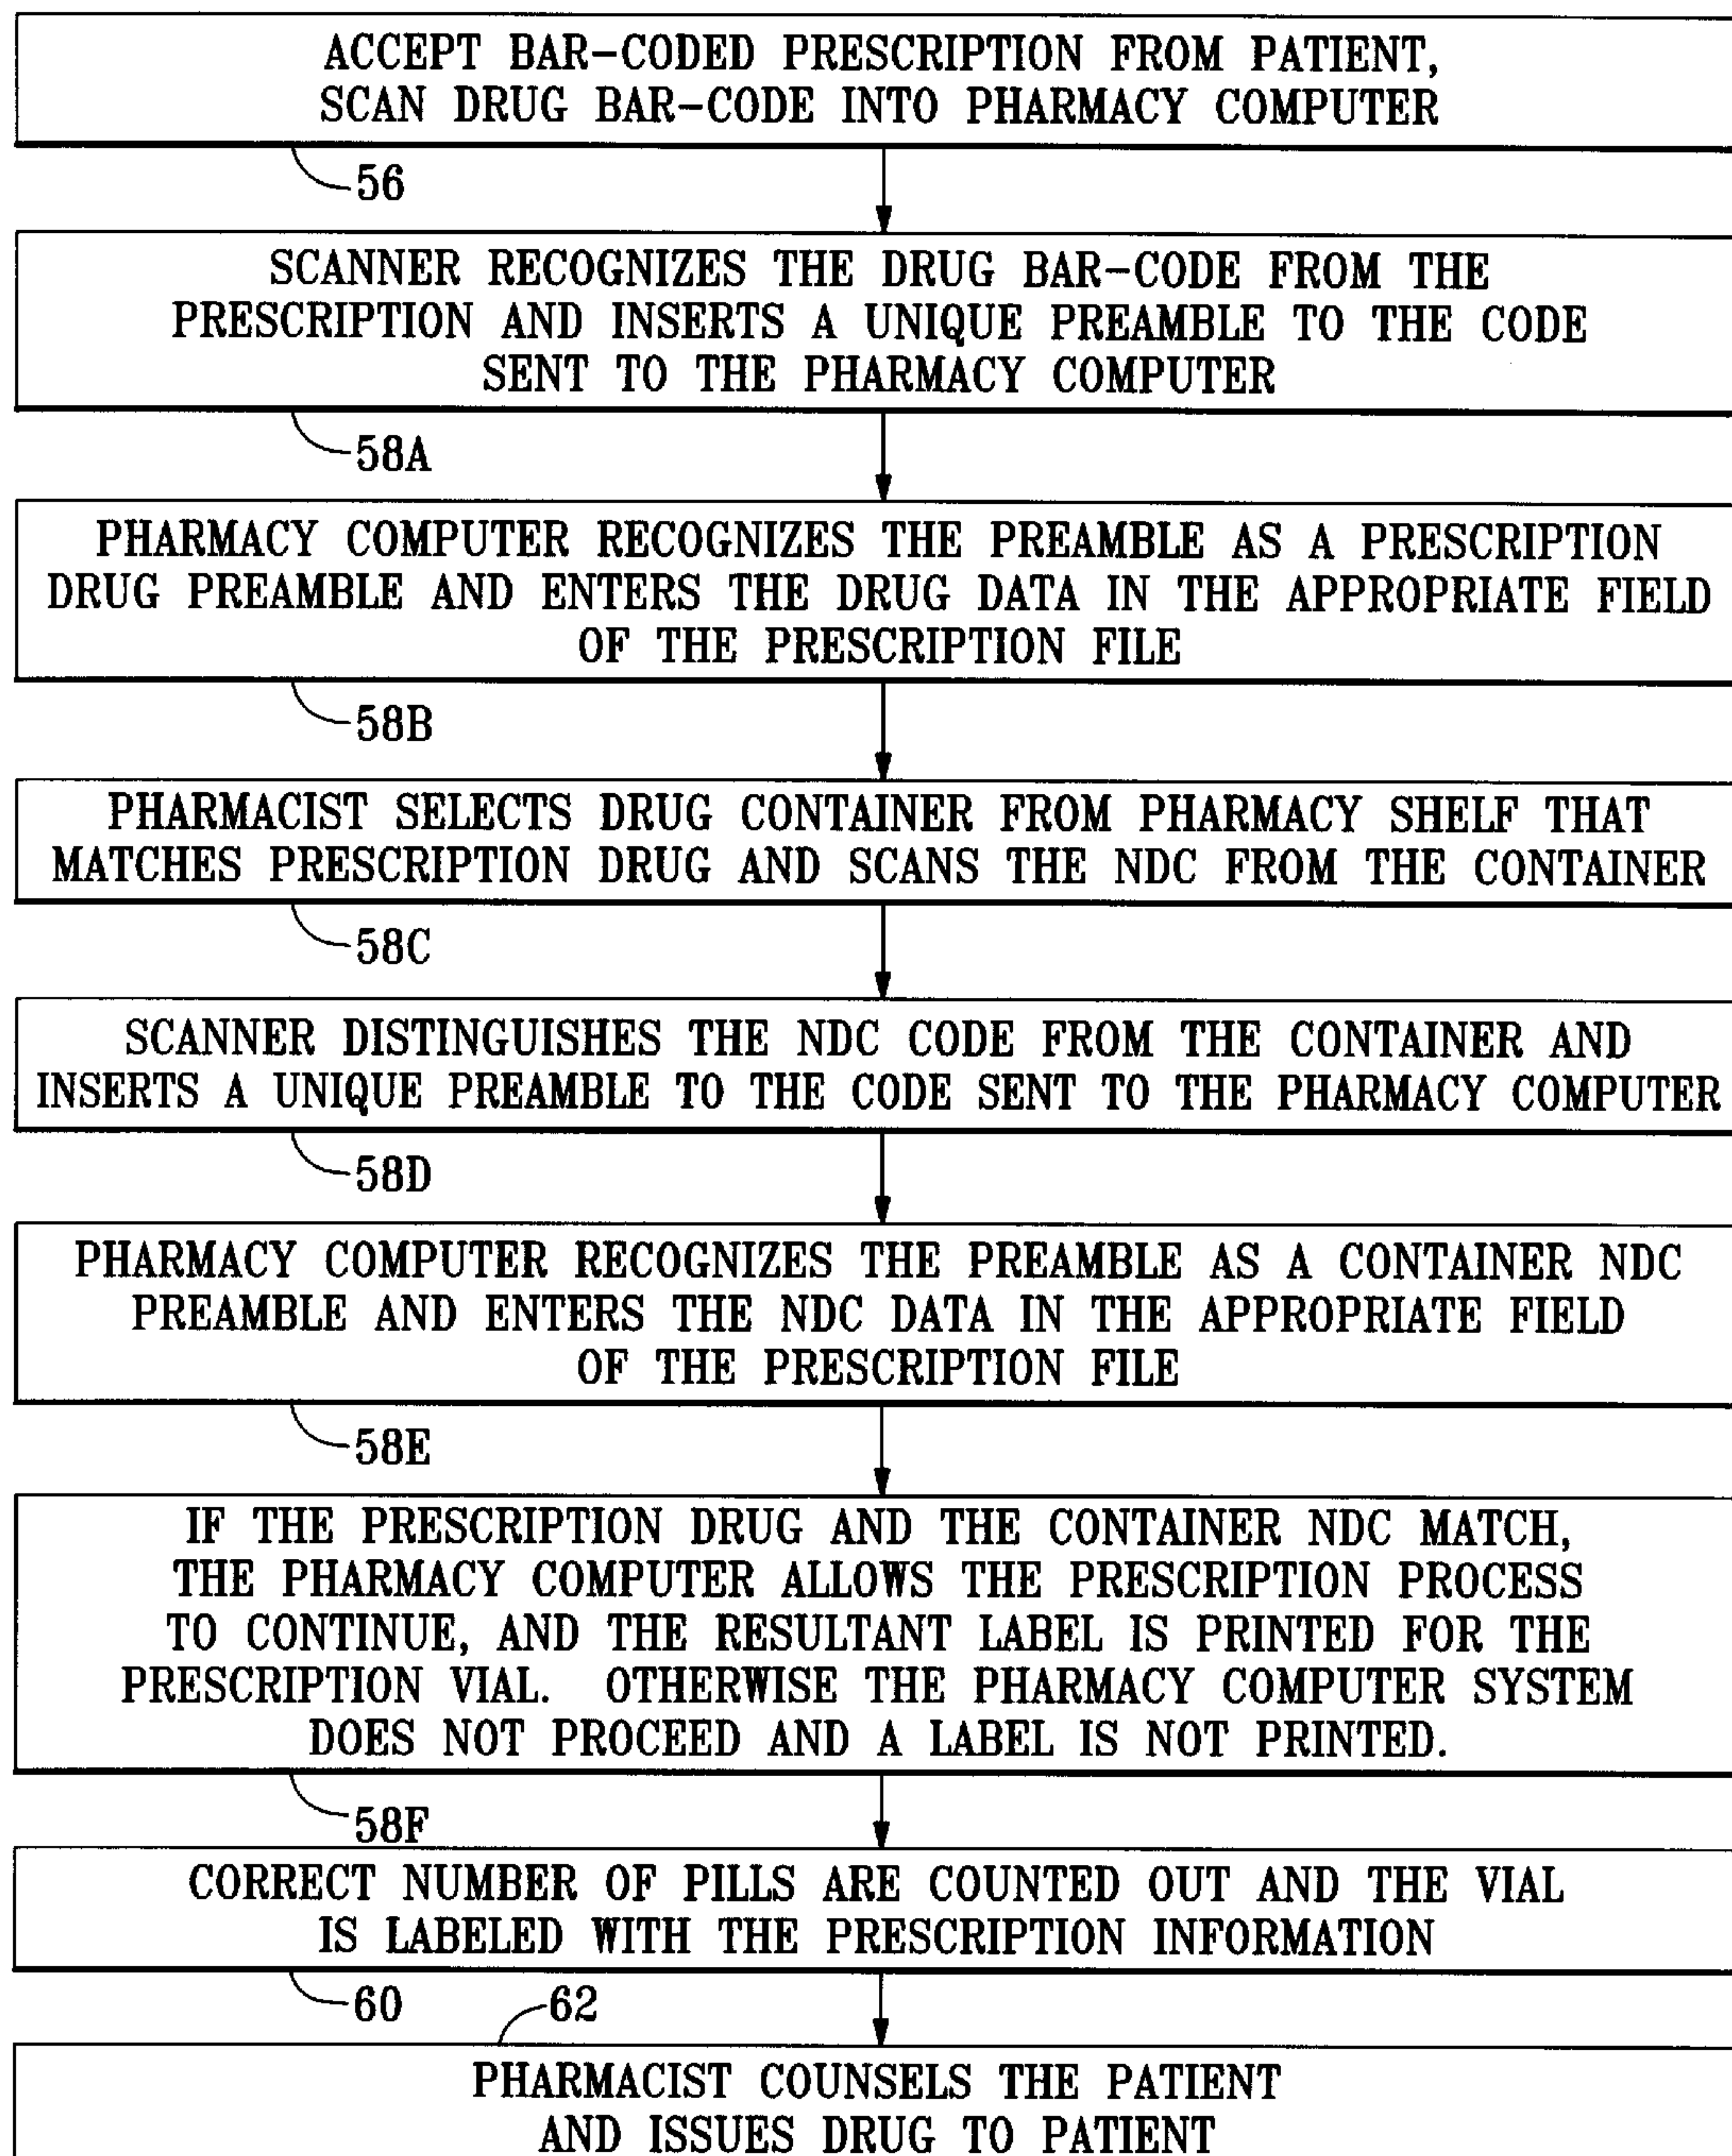 ACCEPT BAR-CODED PRESCRIPTION FROM PATIENT,
SCAN DRUG BAR-CODE INTO PHARMACY COMPUTER
56
SCANNER RECOGNIZES THE DRUG BAR-CODE FROM THE
PRESCRIPTION AND INSERTS A UNIQUE PREAMBLE TO THE CODE
SENT TO THE PHARMACY COMPUTER
58A
PHARMACY COMPUTER RECOGNIZES THE PREAMBLE AS A PRESCRIPTION
DRUG PREAMBLE AND ENTERS THE DRUG DATA IN THE APPROPRIATE FIELD
OF THE PRESCRIPTION FILE
58B
PHARMACIST SELECTS DRUG CONTAINER FROM PHARMACY SHELF THAT
MATCHES PRESCRIPTION DRUG AND SCANS THE NDC FROM THE CONTAINER
58C
SCANNER DISTINGUISHES THE NDC CODE FROM THE CONTAINER AND
INSERTS A UNIQUE PREAMBLE TO THE CODE SENT TO THE PHARMACY COMPUTER
58D
PHARMACY COMPUTER RECOGNIZES THE PREAMBLE AS A CONTAINER NDC
PREAMBLE AND ENTERS THE NDC DATA IN THE APPROPRIATE FIELD
OF THE PRESCRIPTION FILE
58E
IF THE PRESCRIPTION DRUG AND THE CONTAINER NDC MATCH,
THE PHARMACY COMPUTER ALLOWS THE PRESCRIPTION PROCESS
TO CONTINUE, AND THE RESULTANT LABEL IS PRINTED FOR THE
PRESCRIPTION VIAL. OTHERWISE THE PHARMACY COMPUTER SYSTEM
DOES NOT PROCEED AND A LABEL IS NOT PRINTED.
58F
CORRECT NUMBER OF PILLS ARE COUNTED OUT AND THE VIAL
IS LABELED WITH THE PRESCRIPTION INFORMATION
60
62
PHARMACIST COUNSELS THE PATIENT
AND ISSUES DRUG TO PATIENT